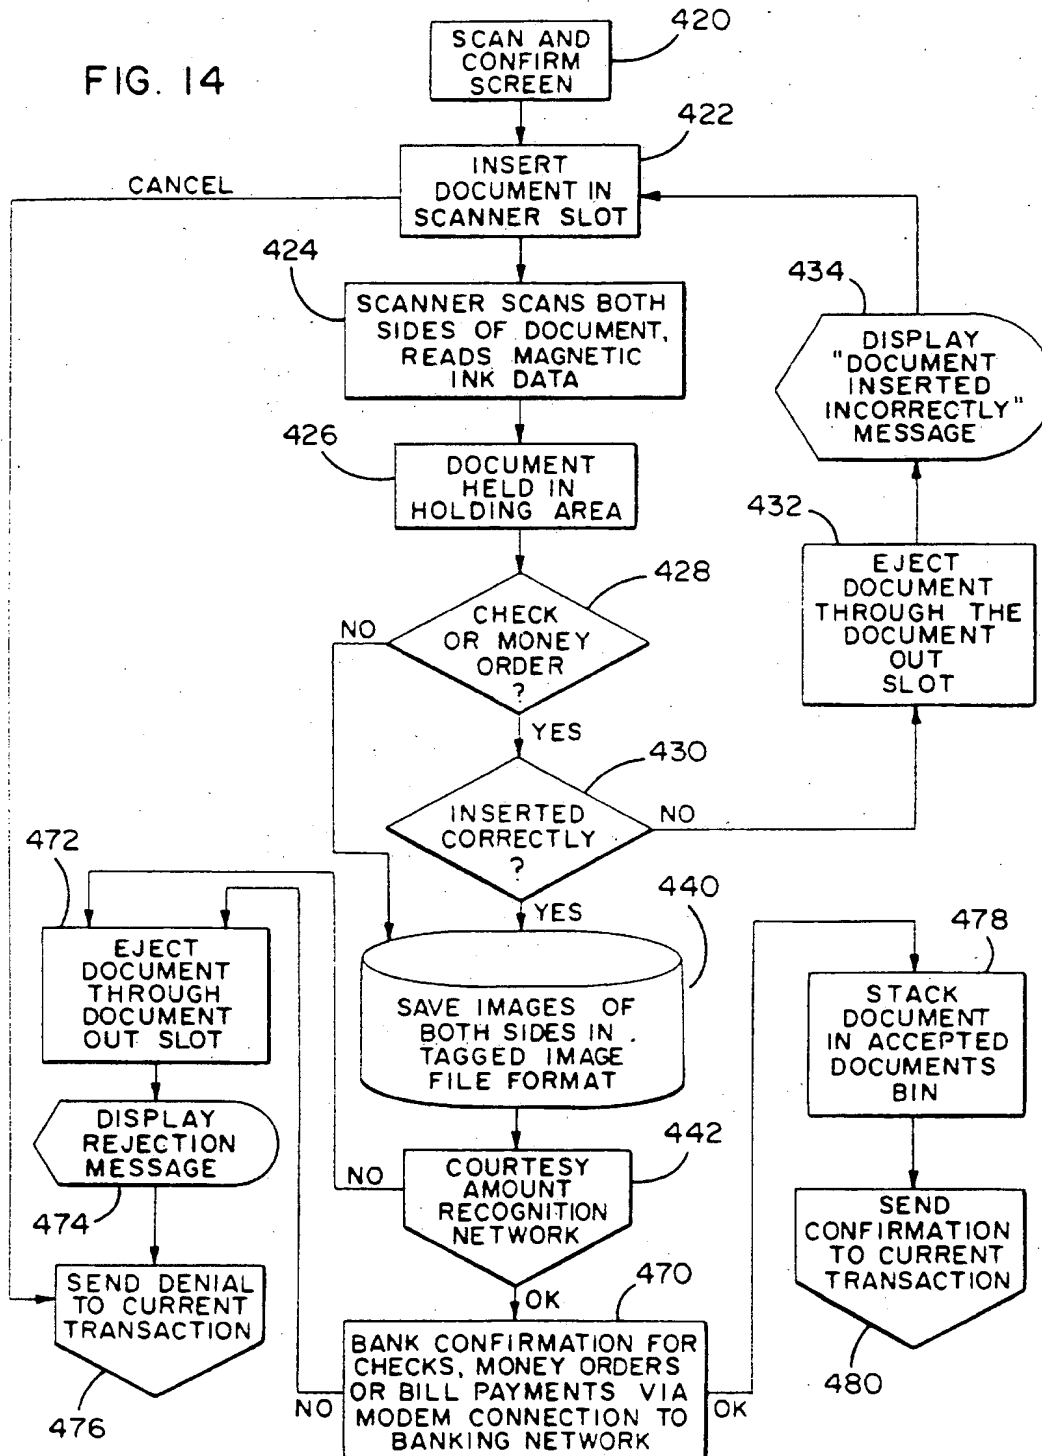 FIG. 14
420
SCAN AND
CONFIRM
SCREEN
422
INSERT
DOCUMENT IN
SCANNER SLOT
CANCEL
424
SCANNER SCANS BOTH
SIDES OF DOCUMENT,
READS MAGNETIC
INK DATA
434
DISPLAY
"DOCUMENT
INSERTED
INCORRECTLY"
MESSAGE
426
DOCUMENT
HELD IN
HOLDING AREA
432
EJECT
DOCUMENT
THROUGH THE
DOCUMENT
OUT
SLOT
428
CHECK
OR MONEY
ORDER
?
NO
YES
430
INSERTED
CORRECTLY
?
NO
YES
472
EJECT
DOCUMENT
THROUGH
DOCUMENT
OUT SLOT
440
SAVE IMAGES OF
BOTH SIDES IN
TAGGED IMAGE
FILE FORMAT
478
STACK
DOCUMENT
IN ACCEPTED
DOCUMENTS
BIN
DISPLAY
REJECTION
MESSAGE
474
442
COURTESY
AMOUNT
RECOGNITION
NETWORK
NO
OK
SEND
CONFIRMATION
TO CURRENT
TRANSACTION
480
SEND DENIAL
TO CURRENT
TRANSACTION
476
470
BANK CONFIRMATION FOR
CHECKS, MONEY ORDERS
OR BILL PAYMENTS VIA
MODEM CONNECTION TO
BANKING NETWORK
NO
OK